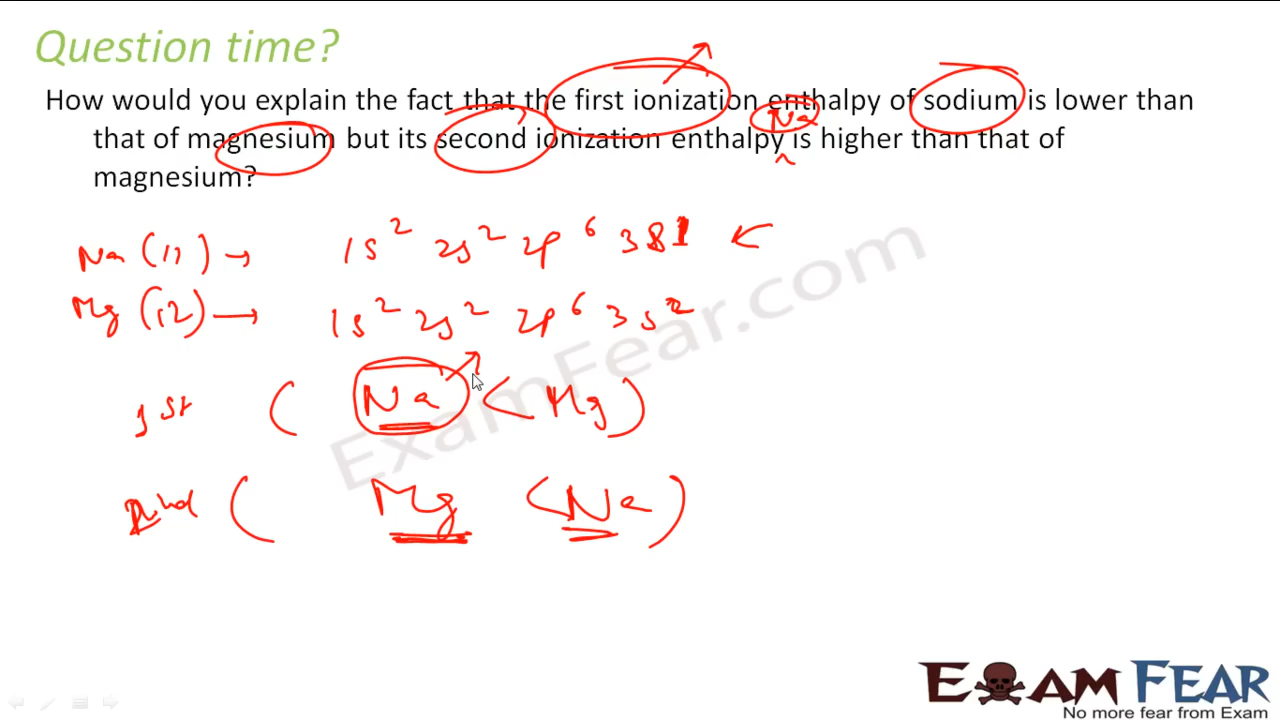 Question time?
How would you explain the fact that the first ionization enthalpy of sodium is lower than
Na
that of magnesium but its second ionization enthalpy is higher than that of
magnesium?
Na (11) → 1s² 2s² 2p⁶ 3s1 ←
Mg (12) → 1s² 2s² 2p⁶ 3s²
1st ( Na < Mg )
2nd ( Mg < Na )
ExamFear.com
EXAM FEAR
No more fear from Exam